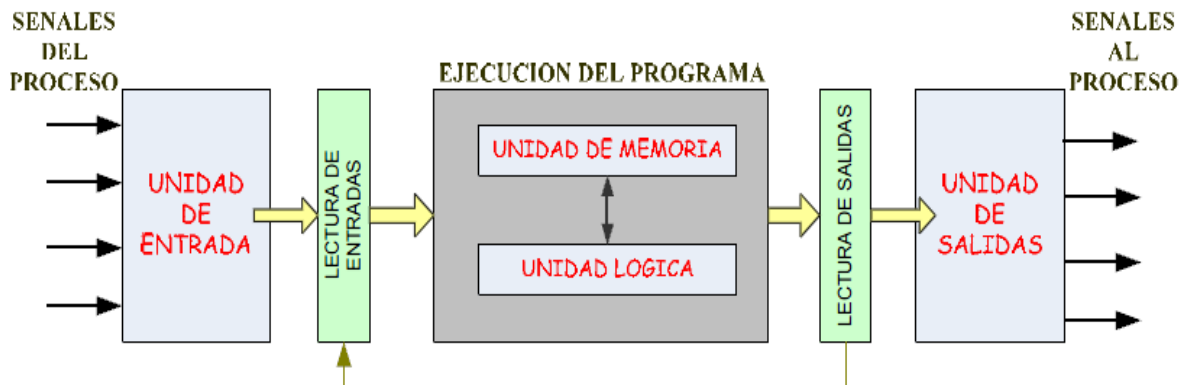 SENALES
DEL
PROCESO
EJECUCION DEL PROGRAMA
SENALES
AL
PROCESO
UNIDAD
DE
ENTRADA
LECTURA DE
ENTRADAS
UNIDAD DE MEMORIA
UNIDAD LOGICA
LECTURA DE SALIDAS
UNIDAD
DE
SALIDAS